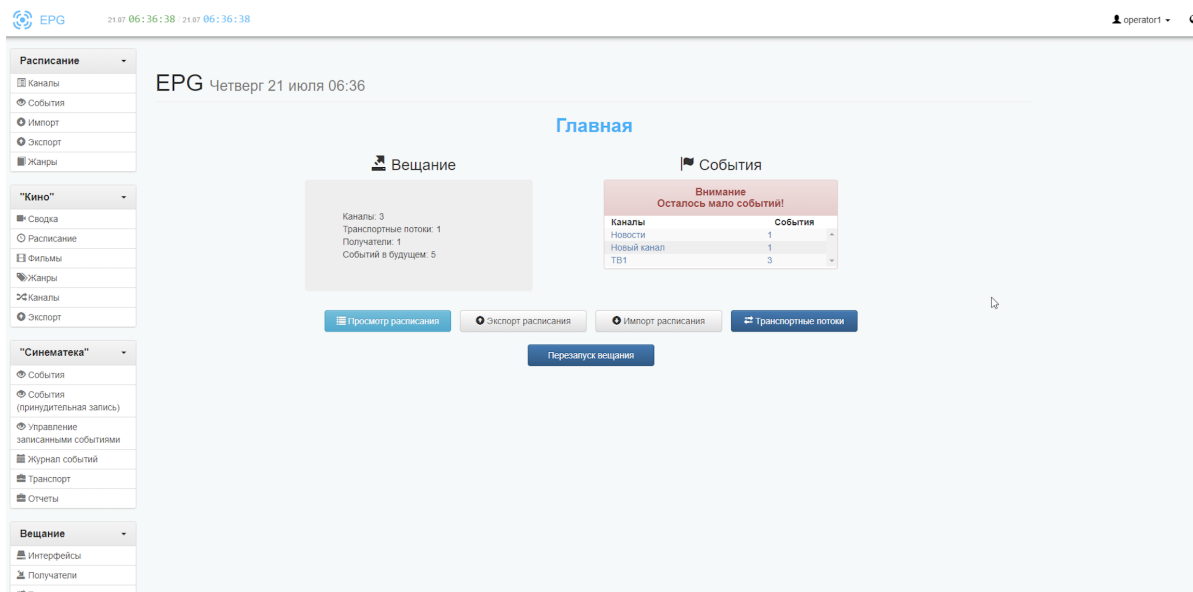 EPG
21.07 06:36:38 21.07 06:36:38
operator1
Расписание
Каналы
События
Импорт
Экспорт
Жанры
"Кино"
Сводка
Расписание
Фильмы
Жанры
Каналы
Экспорт
"Синематека"
События
События
(принудительная запись)
Управление
записанными событиями
Журнал событий
Транспорт
Отчеты
Вещание
Интерфейсы
Получатели
EPG Четверг 21 июля 06:36
Главная
Вещание
Каналы: 3
Транспортные потоки: 1
Получатели: 1
Событий в будущем: 5
События
Внимание
Осталось мало событий!
Каналы События
Новости 1
Новый канал 1
ТВ1 3
Просмотр расписания
Экспорт расписания
Импорт расписания
Транспортные потоки
Перезапуск вещания